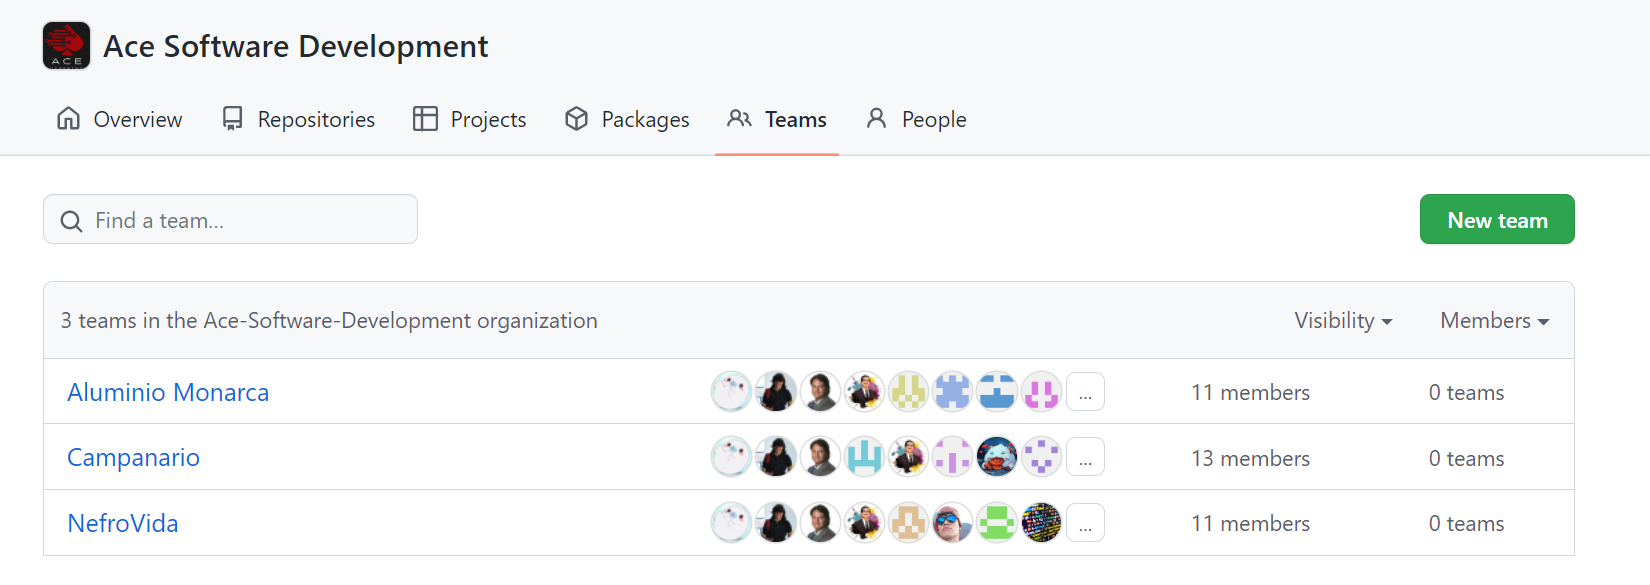 ACE
Ace Software Development
Overview Repositories Projects Packages Teams People
Find a team...
New team
3 teams in the Ace-Software-Development organization Visibility Members
Aluminio Monarca ... 11 members 0 teams
Campanario ... 13 members 0 teams
NefroVida ... 11 members 0 teams